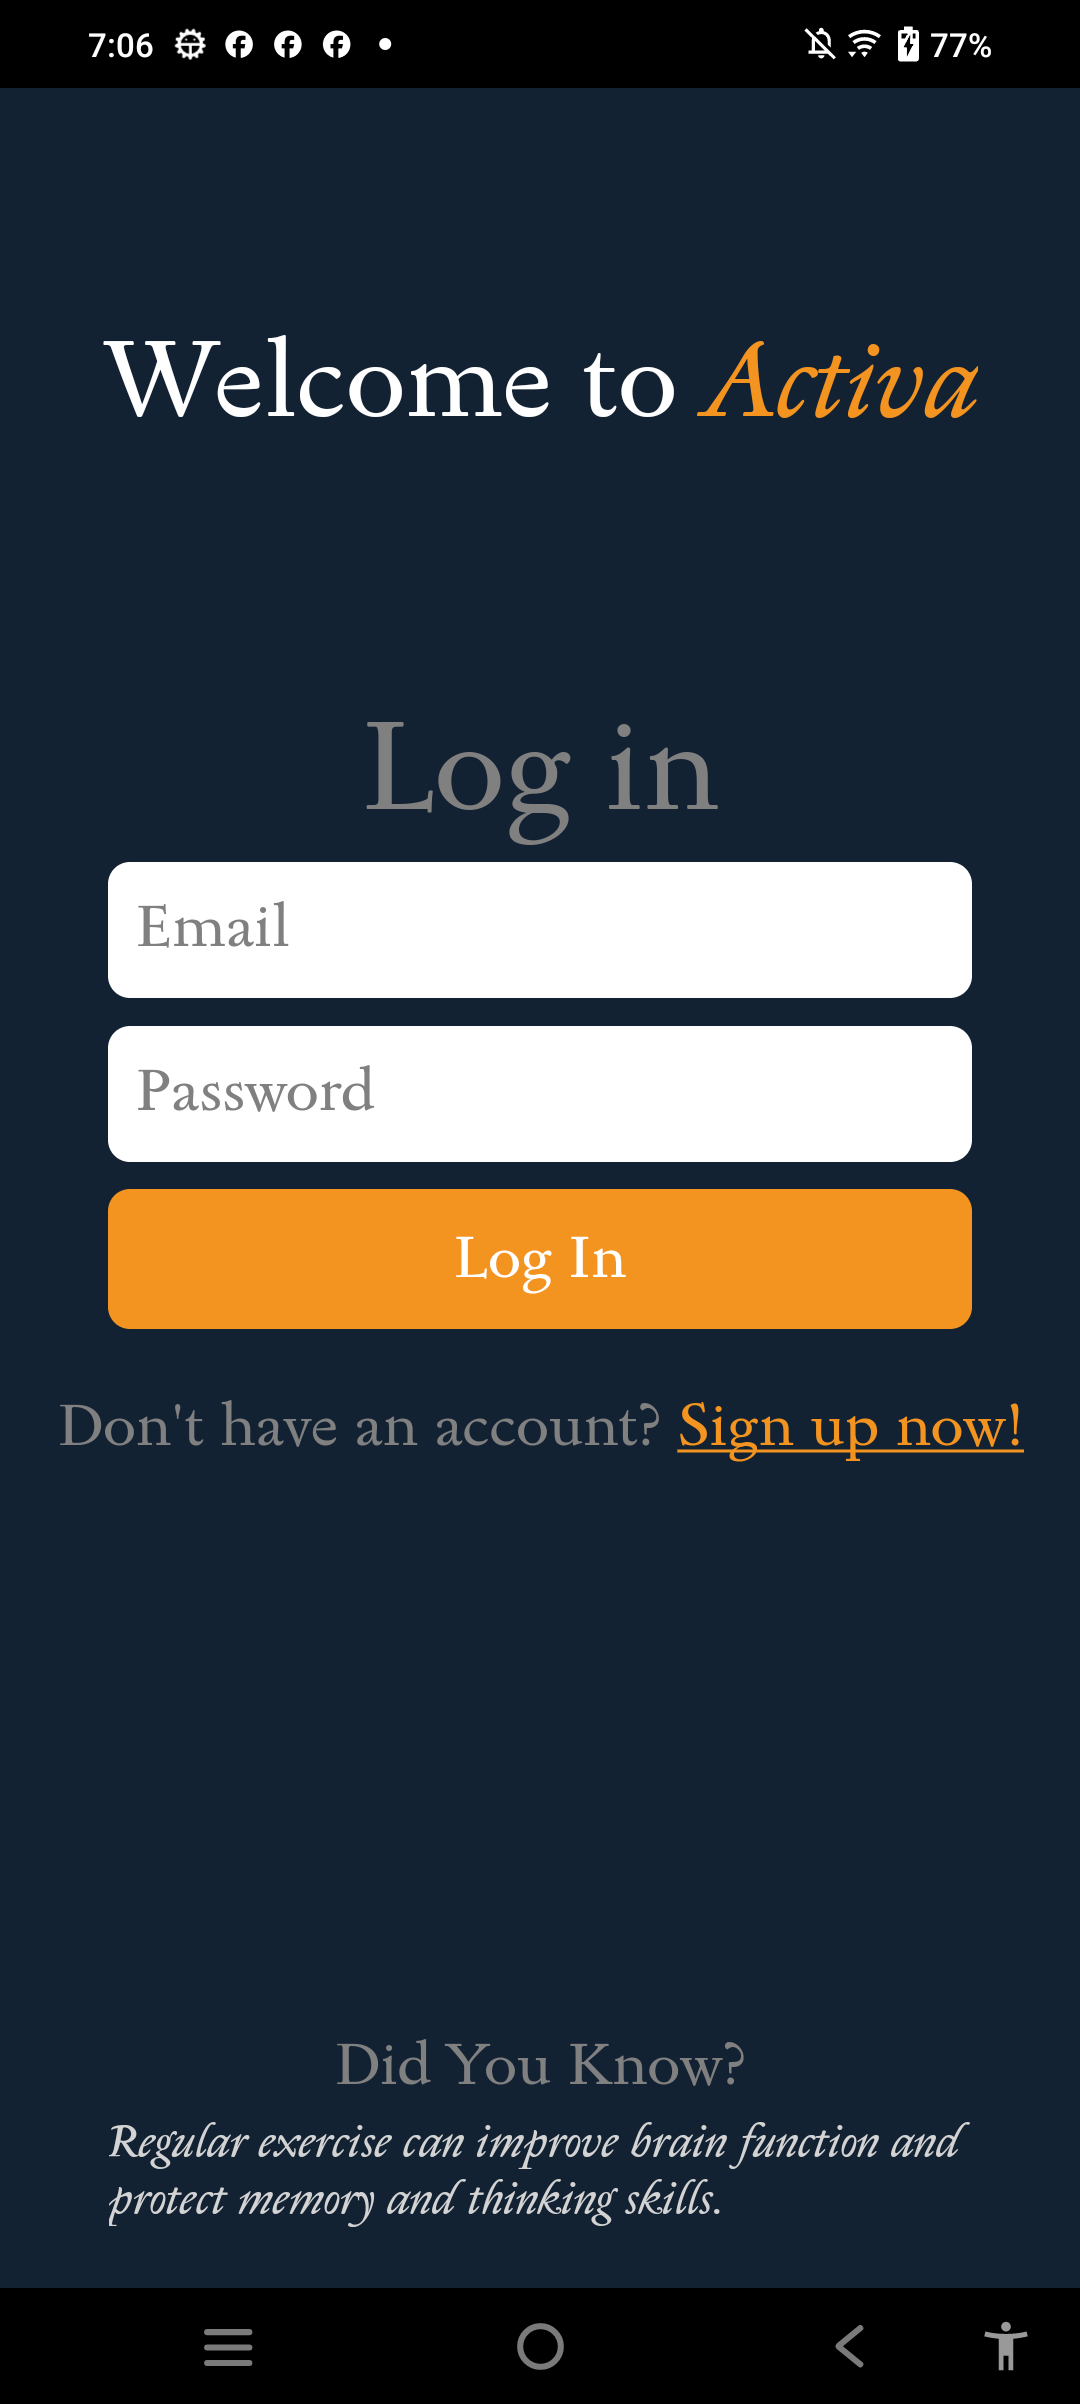 7:06 77%
Welcome to Activa
Log in
Email
Password
Log In
Don't have an account? Sign up now!
Did You Know?
Regular exercise can improve brain function and
protect memory and thinking skills.